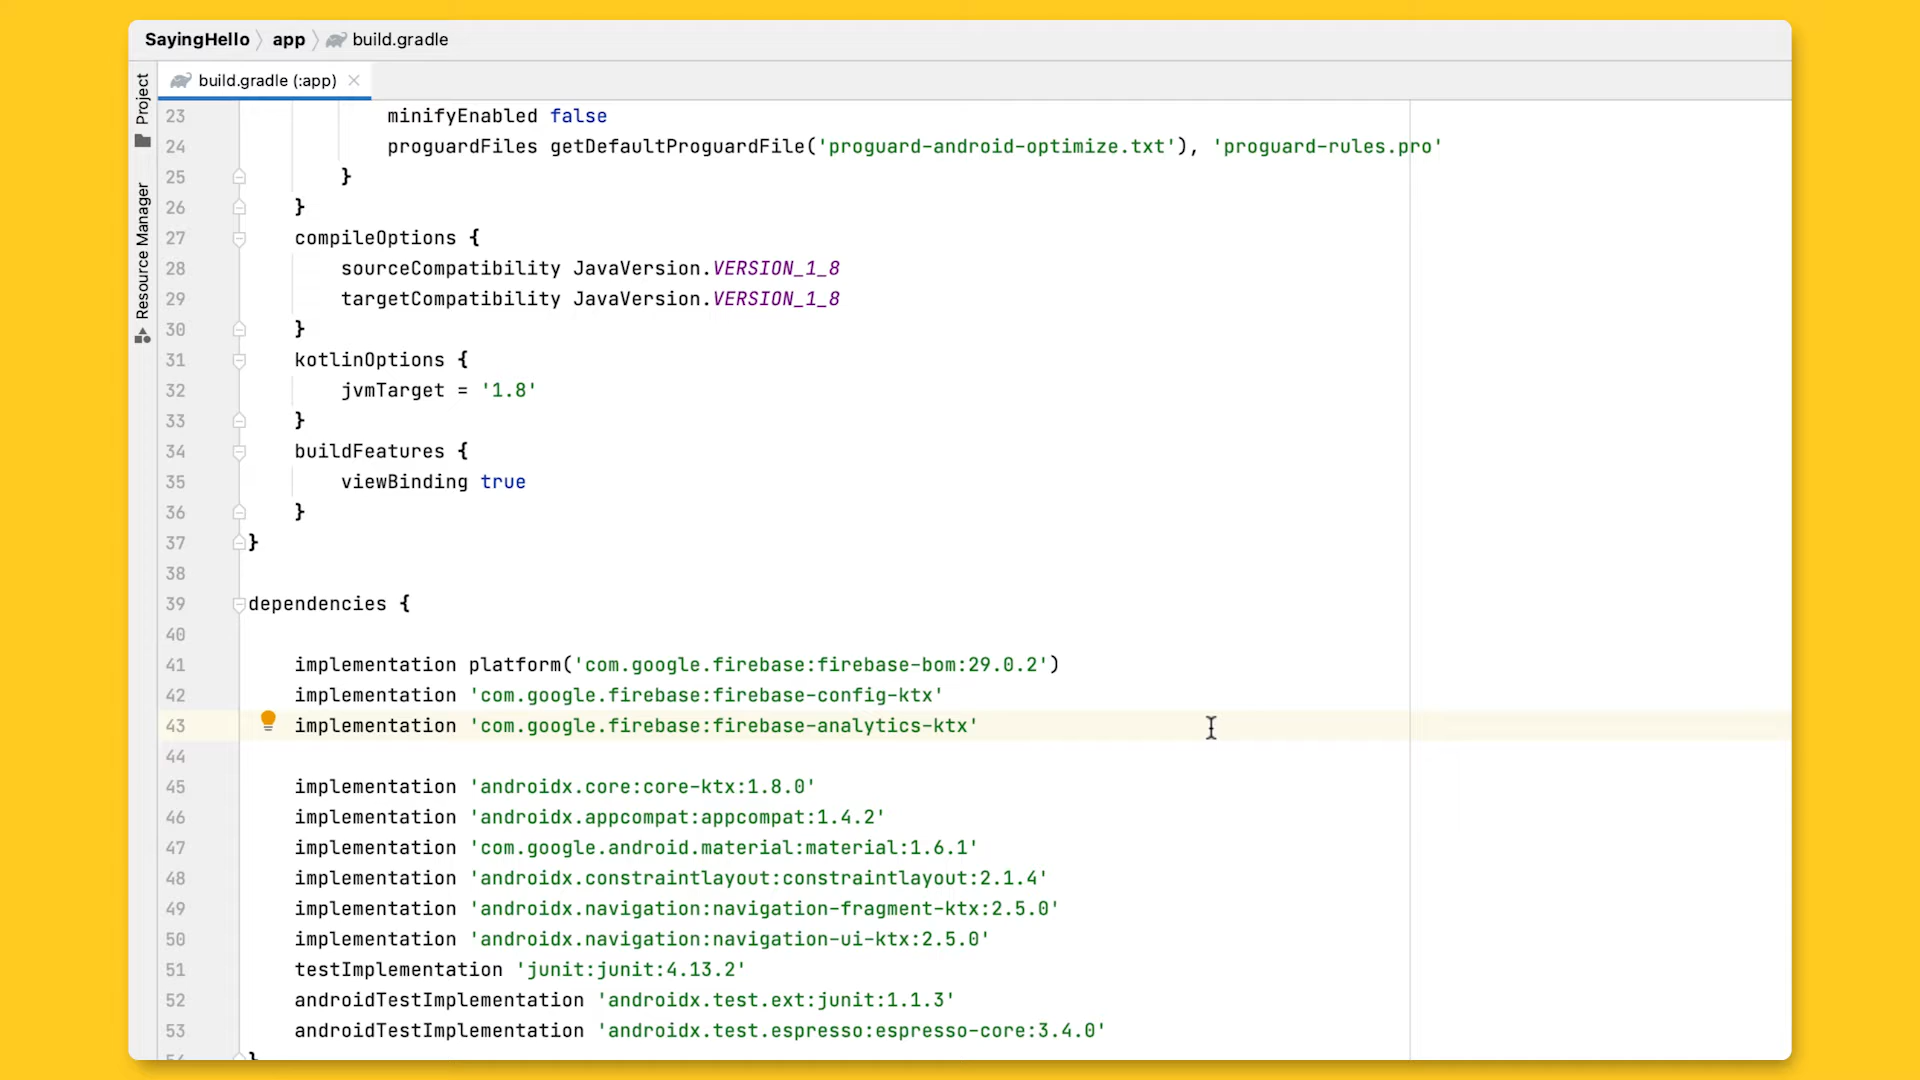 SayingHello app build.gradle
build.gradle (:app)
Project
Resource Manager
23 minifyEnabled false
24 proguardFiles getDefaultProguardFile('proguard-android-optimize.txt'), 'proguard-rules.pro'
25 }
26 }
27 compileOptions {
28 sourceCompatibility JavaVersion.VERSION_1_8
29 targetCompatibility JavaVersion.VERSION_1_8
30 }
31 kotlinOptions {
32 jvmTarget = '1.8'
33 }
34 buildFeatures {
35 viewBinding true
36 }
37 }
38
39 dependencies {
40
41 implementation platform('com.google.firebase:firebase-bom:29.0.2')
42 implementation 'com.google.firebase:firebase-config-ktx'
43 implementation 'com.google.firebase:firebase-analytics-ktx'
44
45 implementation 'androidx.core:core-ktx:1.8.0'
46 implementation 'androidx.appcompat:appcompat:1.4.2'
47 implementation 'com.google.android.material:material:1.6.1'
48 implementation 'androidx.constraintlayout:constraintlayout:2.1.4'
49 implementation 'androidx.navigation:navigation-fragment-ktx:2.5.0'
50 implementation 'androidx.navigation:navigation-ui-ktx:2.5.0'
51 testImplementation 'junit:junit:4.13.2'
52 androidTestImplementation 'androidx.test.ext:junit:1.1.3'
53 androidTestImplementation 'androidx.test.espresso:espresso-core:3.4.0'
54 }